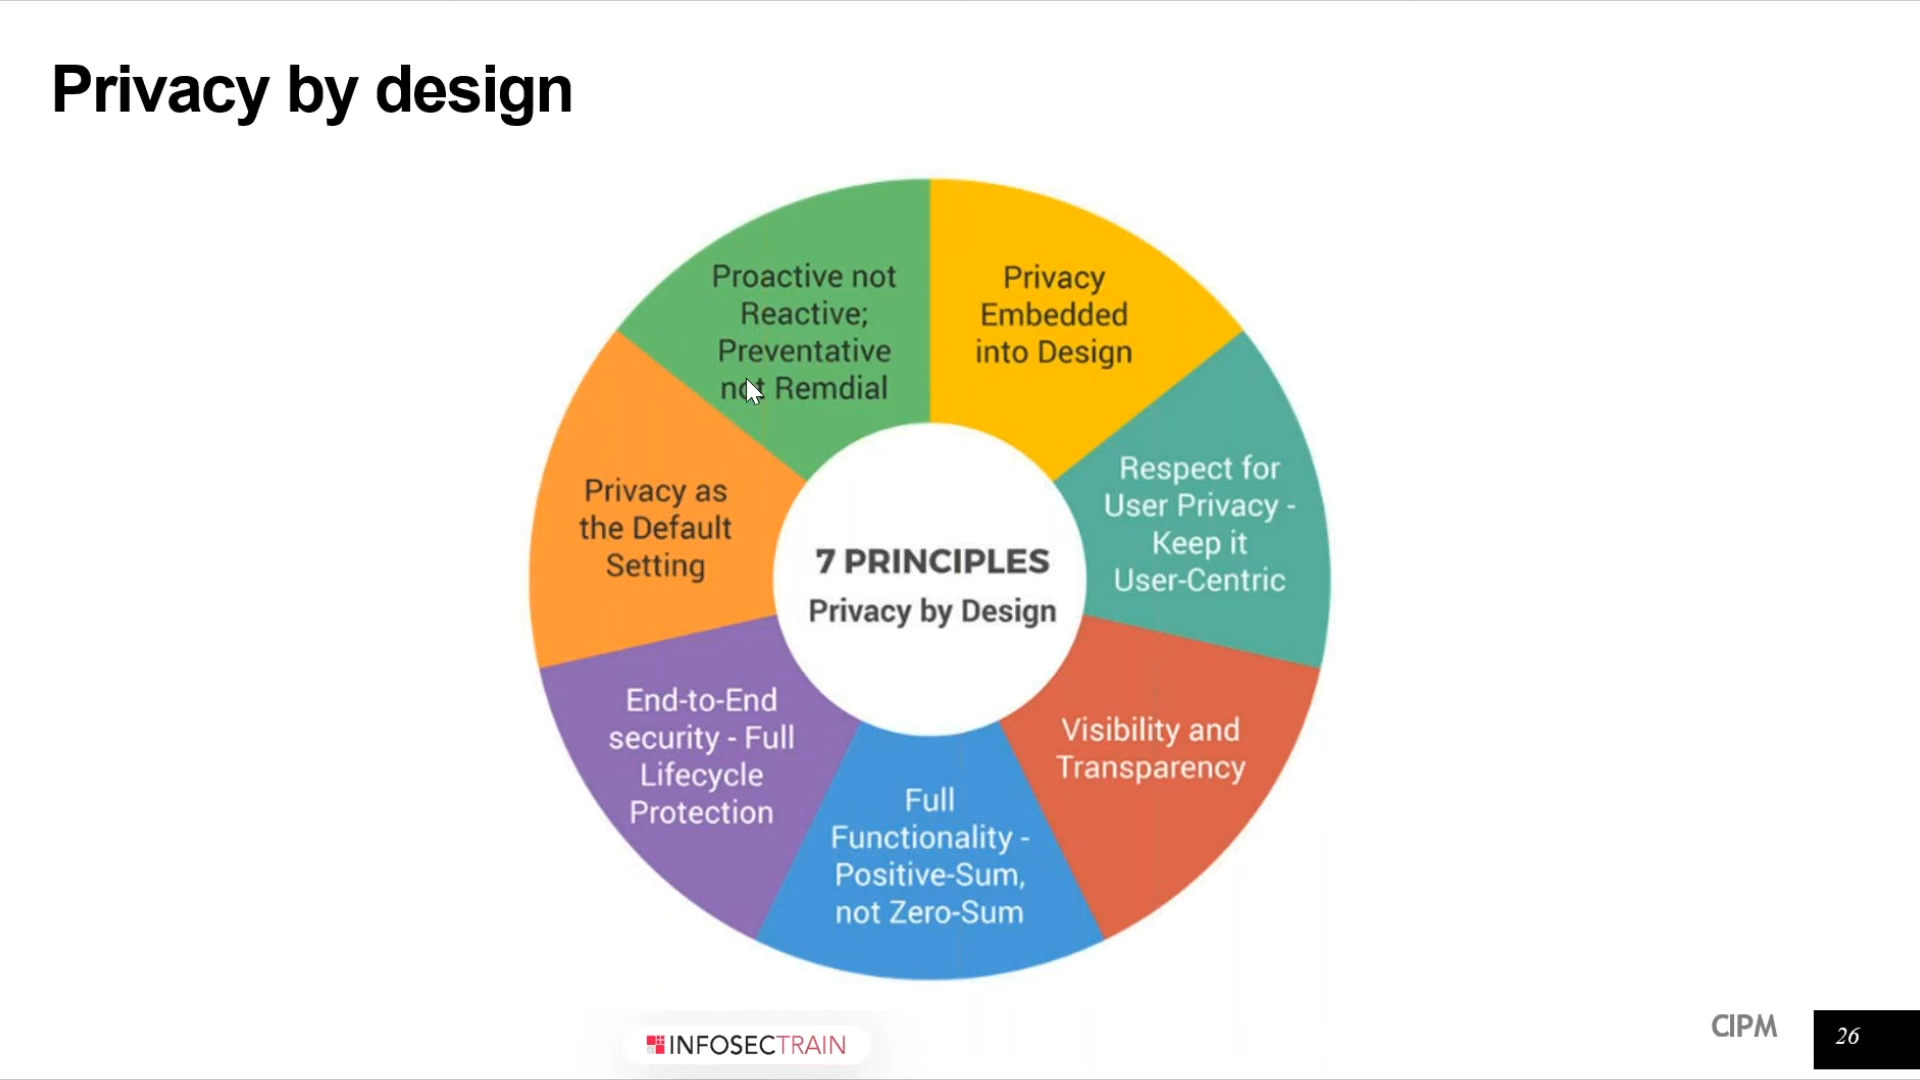 Privacy by design
Proactive not
Reactive;
Preventative
not Remdial
Privacy
Embedded
into Design
Respect for
User Privacy -
Keep it
User-Centric
Privacy as
the Default
Setting
7 PRINCIPLES
Privacy by Design
End-to-End
security - Full
Lifecycle
Protection
Visibility and
Transparency
Full
Functionality -
Positive-Sum,
not Zero-Sum
INFOSECTRAIN
CIPM
26